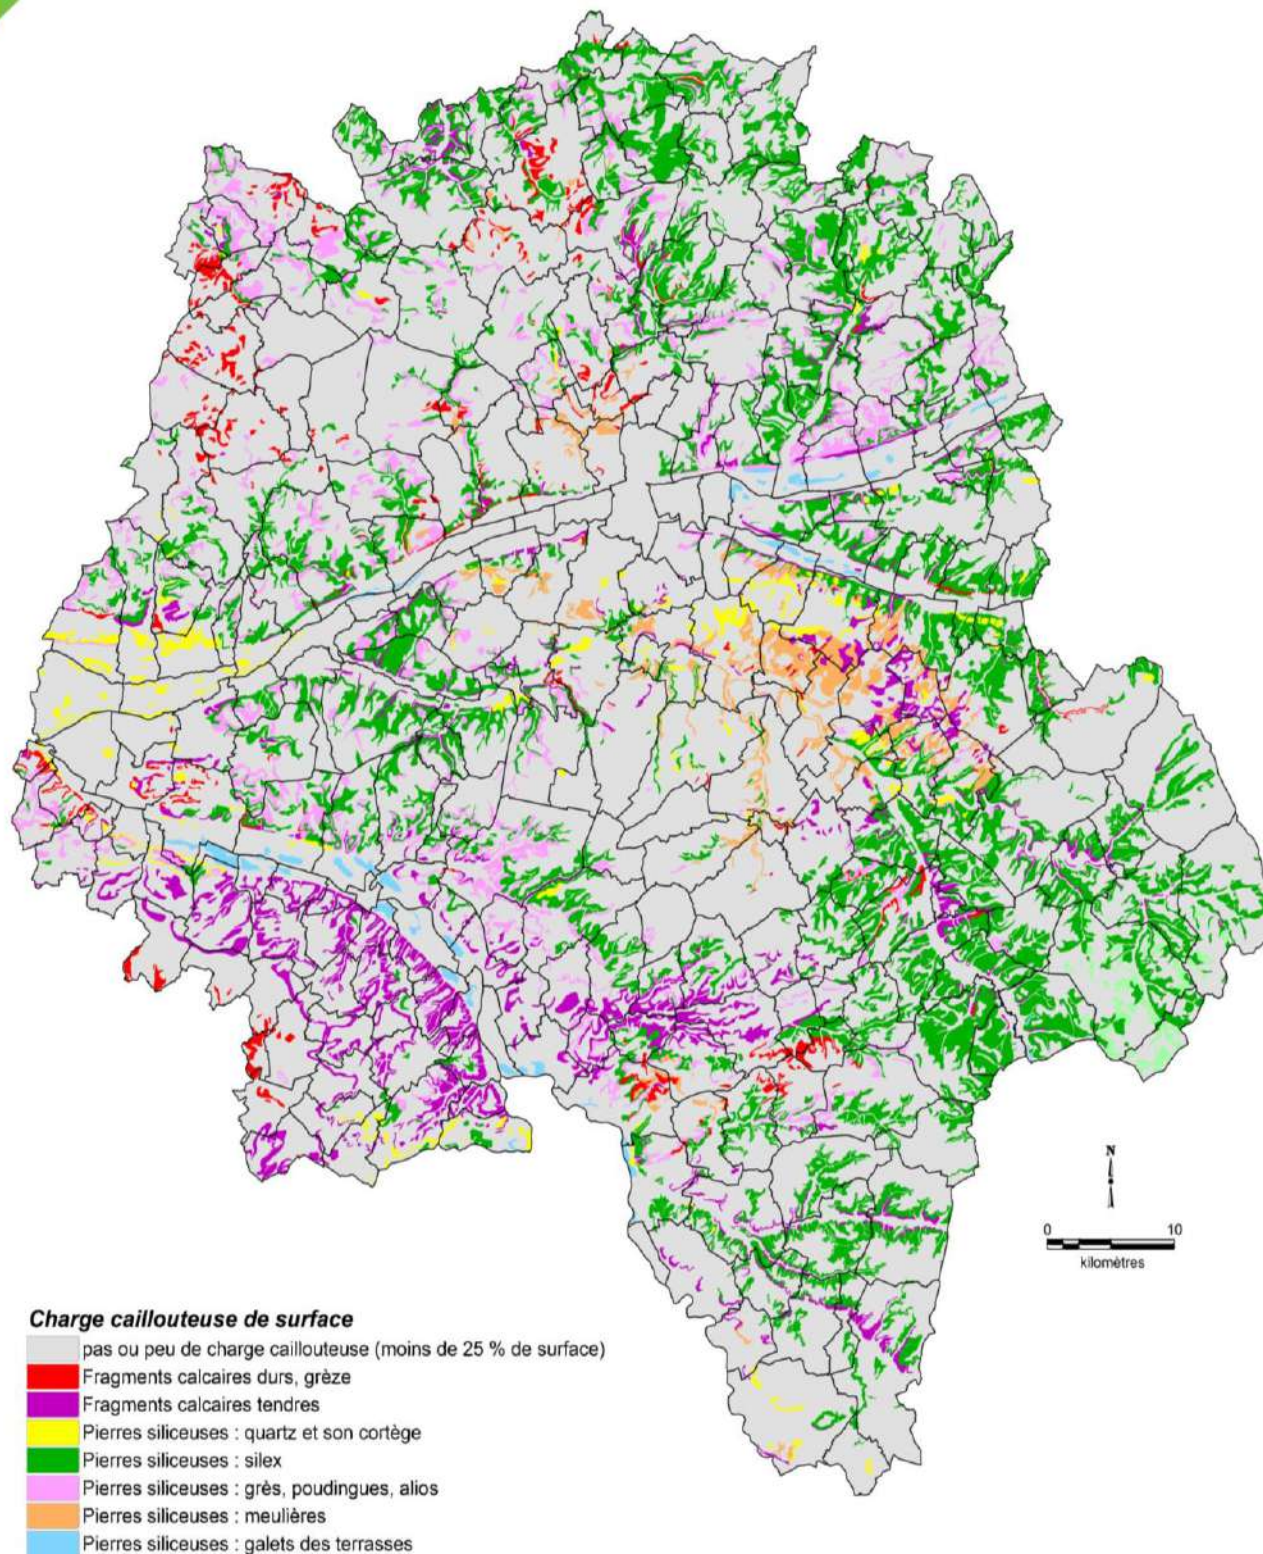 N
0 10
kilomètres
Charge caillouteuse de surface
pas ou peu de charge caillouteuse (moins de 25 % de surface)
Fragments calcaires durs, grèze
Fragments calcaires tendres
Pierres siliceuses : quartz et son cortège
Pierres siliceuses : silex
Pierres siliceuses : grès, poudingues, alios
Pierres siliceuses : meulières
Pierres siliceuses : galets des terrasses